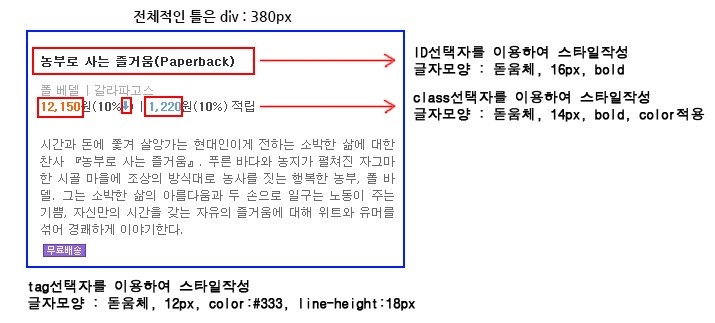 전체적인 틀은 div : 380px
농부로 사는 즐거움(Paperback)
폴 베델 | 갈라파고스
12,150원(10%↓) | 1,220원(10%) 적립
시간과 돈에 쫓겨 살앙가는 현대인이게 전하는 소박한 삶에 대한
찬사 『농부로 사는 즐거움』. 푸른 바다와 농지가 펼쳐진 자그마
한 시골 마을에 조상의 방식대로 농사를 짓는 행복한 농부, 폴 바
델. 그는 소박한 삶의 아름다움과 두 손으로 일구는 노동이 주는
기쁨, 자신만의 시간을 갖는 자유의 즐거움에 대해 위트와 유머를
섞어 경쾌하게 이야기한다.
무료배송
ID선택자를 이용하여 스타일작성
글자모양 : 돋움체, 16px, bold
class선택자를 이용하여 스타일작성
글자모양 : 돋움체, 14px, bold, color적용
tag선택자를 이용하여 스타일작성
글자모양 : 돋움체, 12px, color:#333, line-height:18px